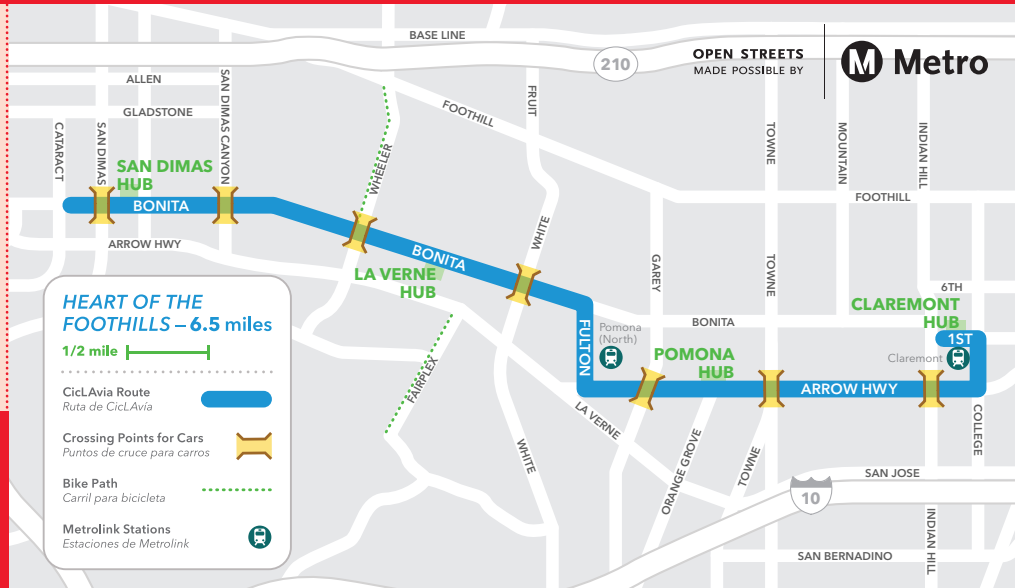 BASE LINE
210
OPEN STREETS
MADE POSSIBLE BY
M Metro
ALLEN
GLADSTONE
CATARACT
SAN DIMAS
SAN DIMAS CANYON
WHEELER
FOOTHILL
FRUIT
TOWNE
MOUNTAIN
INDIAN HILL
SAN DIMAS
HUB
BONITA
FOOTHILL
ARROW HWY
BONITA
WHITE
GAREY
TOWNE
LA VERNE
HUB
6TH
CLAREMONT
HUB
BONITA
1ST
Claremont
FULTON
Pomona
(North)
POMONA
HUB
ARROW HWY
FAIRPLEX
LA VERNE
WHITE
ORANGE GROVE
TOWNE
COLLEGE
SAN JOSE
10
INDIAN HILL
SAN BERNADINO
HEART OF THE
FOOTHILLS – 6.5 miles
1/2 mile
CicLAvia Route
Ruta de CicLAvía
Crossing Points for Cars
Puntos de cruce para carros
Bike Path
Carril para bicicleta
Metrolink Stations
Estaciones de Metrolink